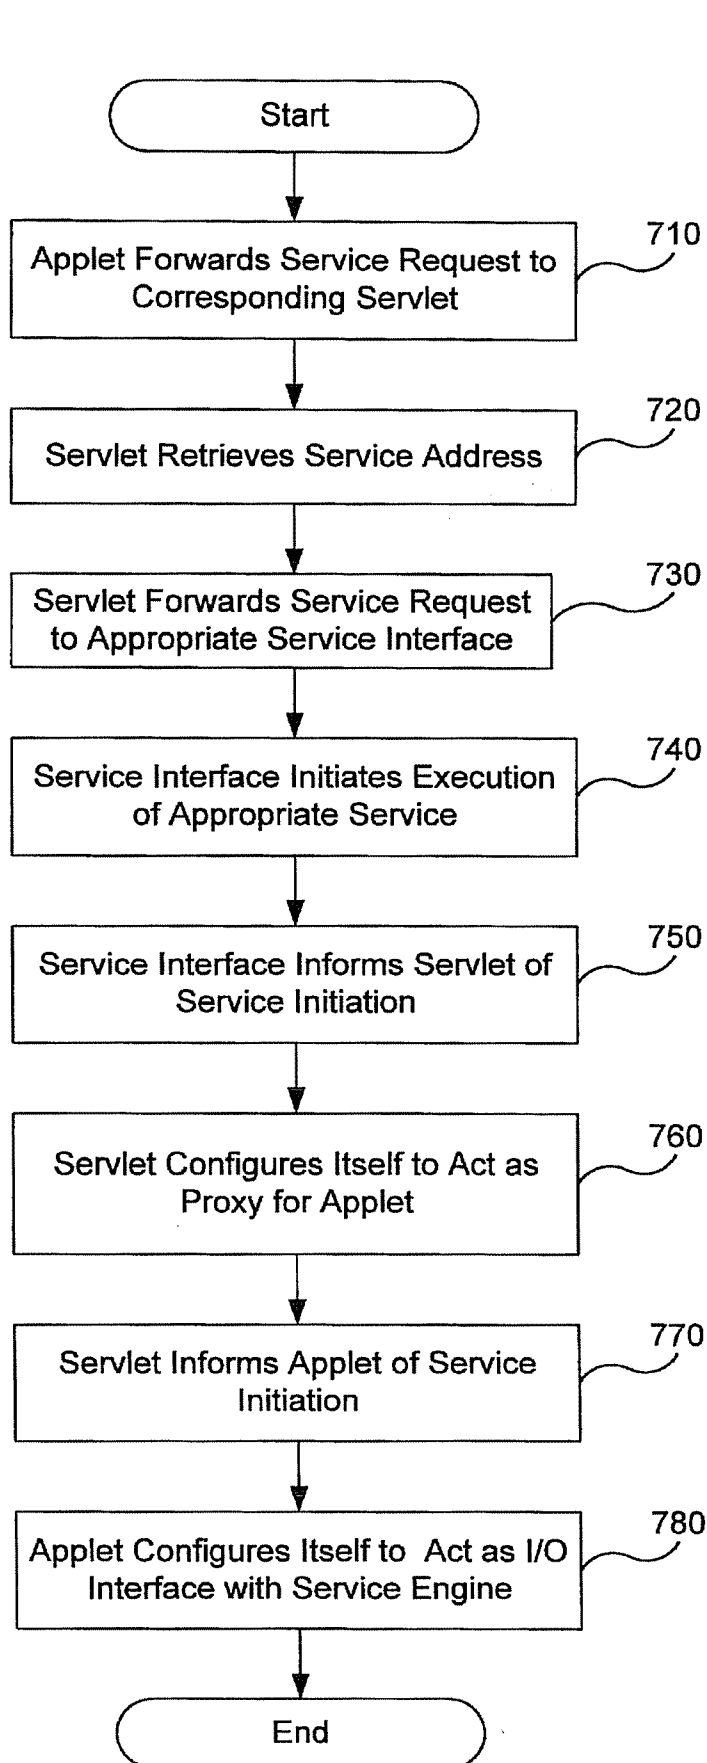 Start
710
Applet Forwards Service Request to
Corresponding Servlet
720
Servlet Retrieves Service Address
730
Servlet Forwards Service Request
to Appropriate Service Interface
740
Service Interface Initiates Execution
of Appropriate Service
750
Service Interface Informs Servlet of
Service Initiation
760
Servlet Configures Itself to Act as
Proxy for Applet
770
Servlet Informs Applet of Service
Initiation
780
Applet Configures Itself to Act as I/O
Interface with Service Engine
End